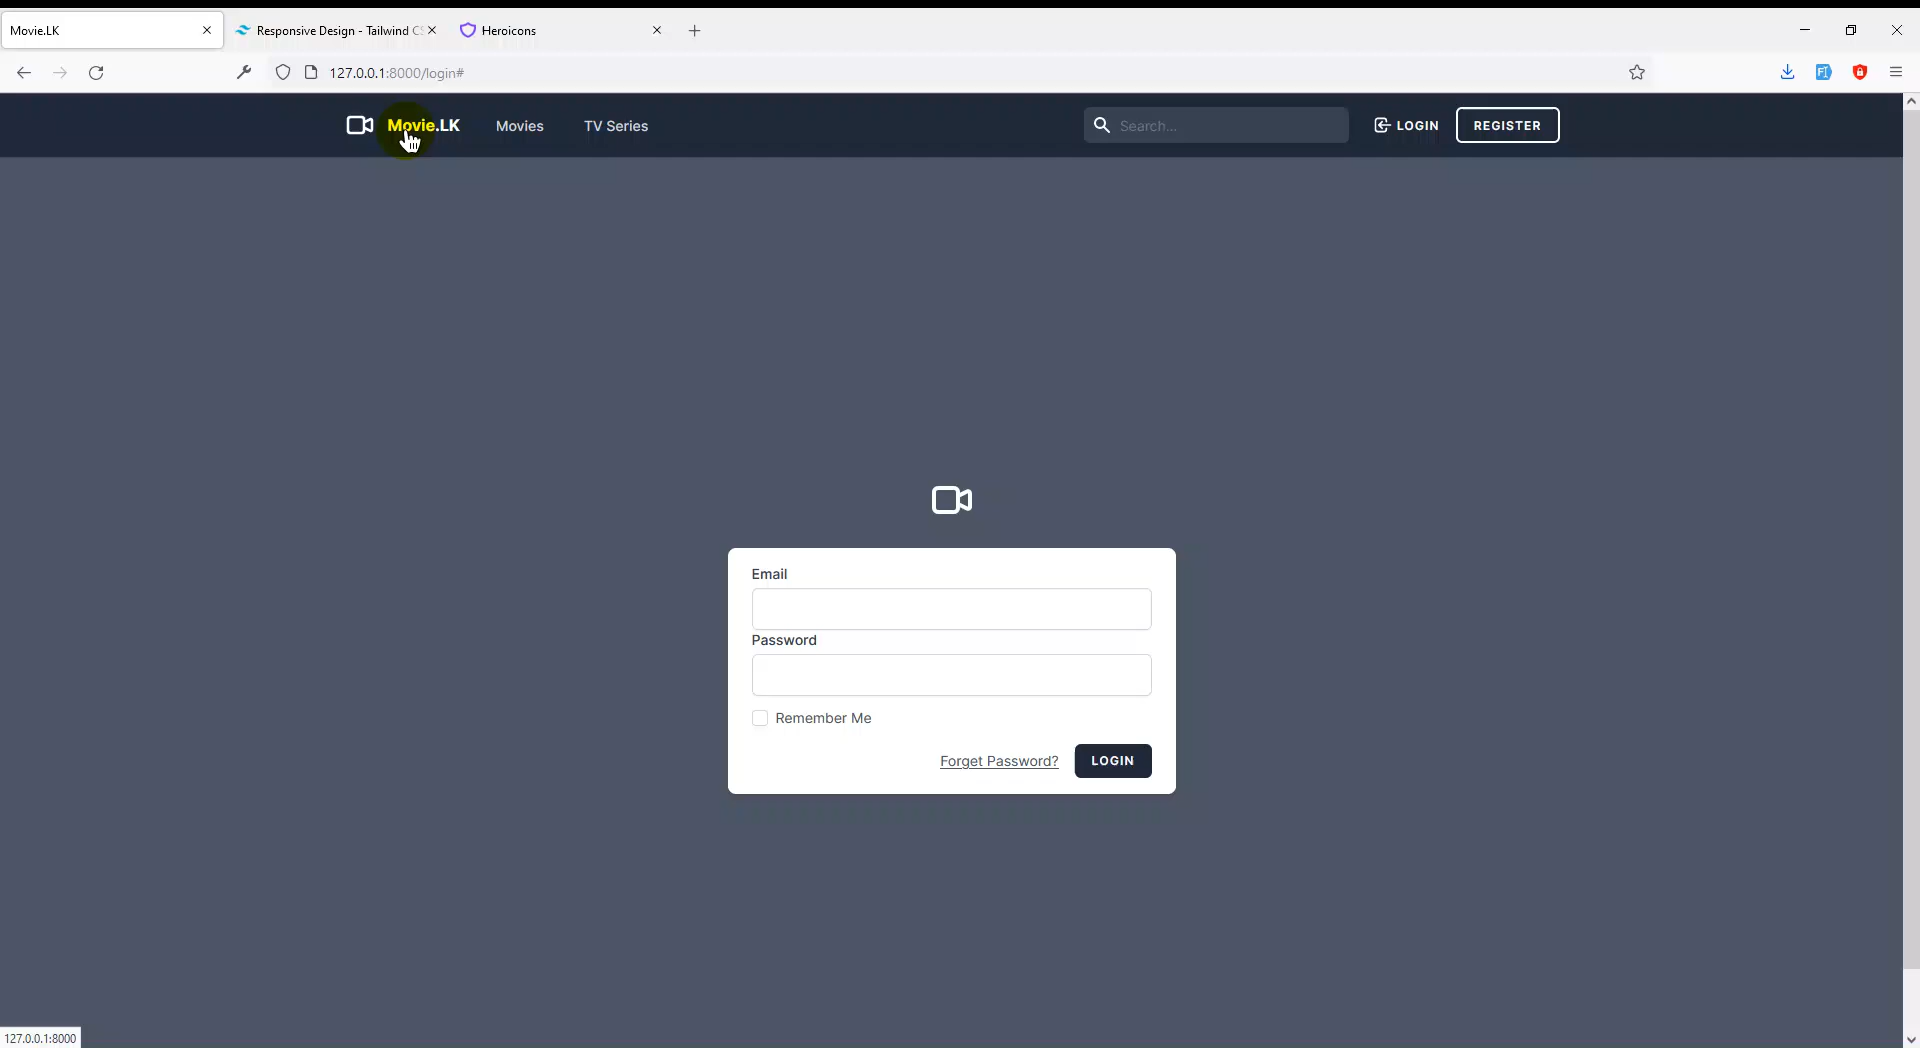 Movie.LK
Responsive Design - Tailwind CS
Heroicons
127.0.0.1:8000/login#
Movie.LK
Movies
TV Series
Search...
LOGIN
REGISTER
Email
Password
Remember Me
Forget Password?
LOGIN
127.0.0.1:8000